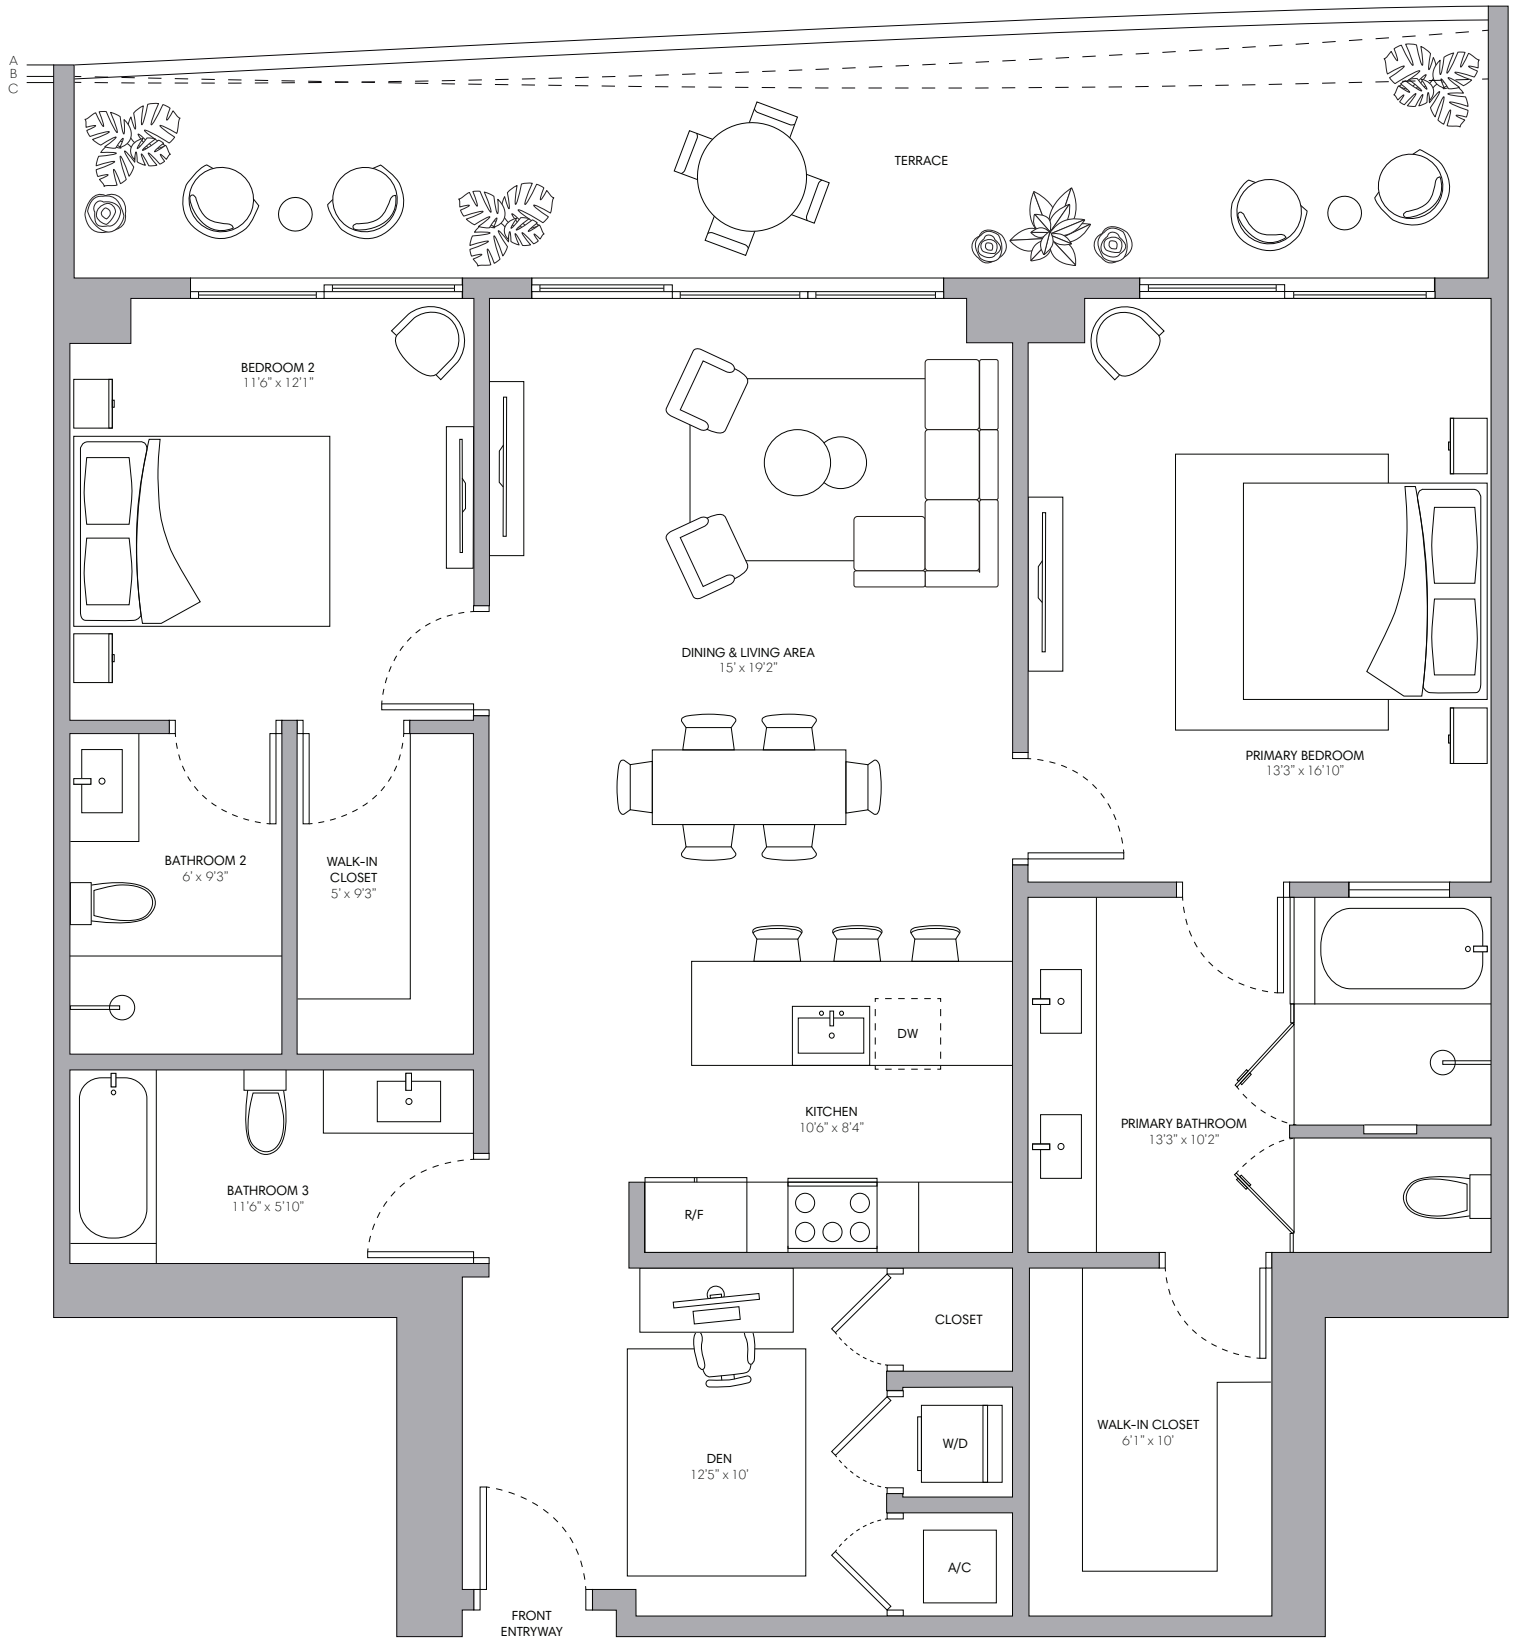 A
B
C
TERRACE
BEDROOM 2
11'6" x 12'1"
DINING & LIVING AREA
15' x 19'2"
PRIMARY BEDROOM
13'3" x 16'10"
BATHROOM 2
6' x 9'3"
WALK-IN
CLOSET
5' x 9'3"
DW
KITCHEN
10'6" x 8'4"
PRIMARY BATHROOM
13'3" x 10'2"
BATHROOM 3
11'6" x 5'10"
R/F
CLOSET
WALK-IN CLOSET
6'1" x 10'
W/D
DEN
12'5" x 10'
A/C
FRONT
ENTRYWAY